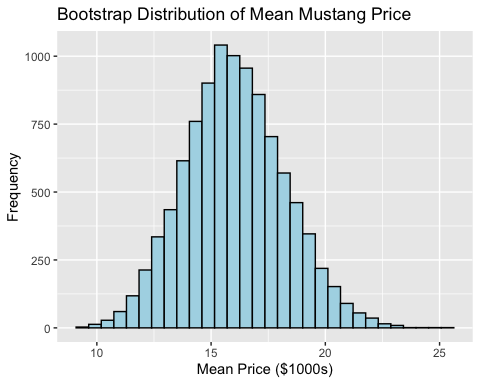 Bootstrap Distribution of Mean Mustang Price
Frequency
1000
750
500
250
0
10 15 20 25
Mean Price ($1000s)